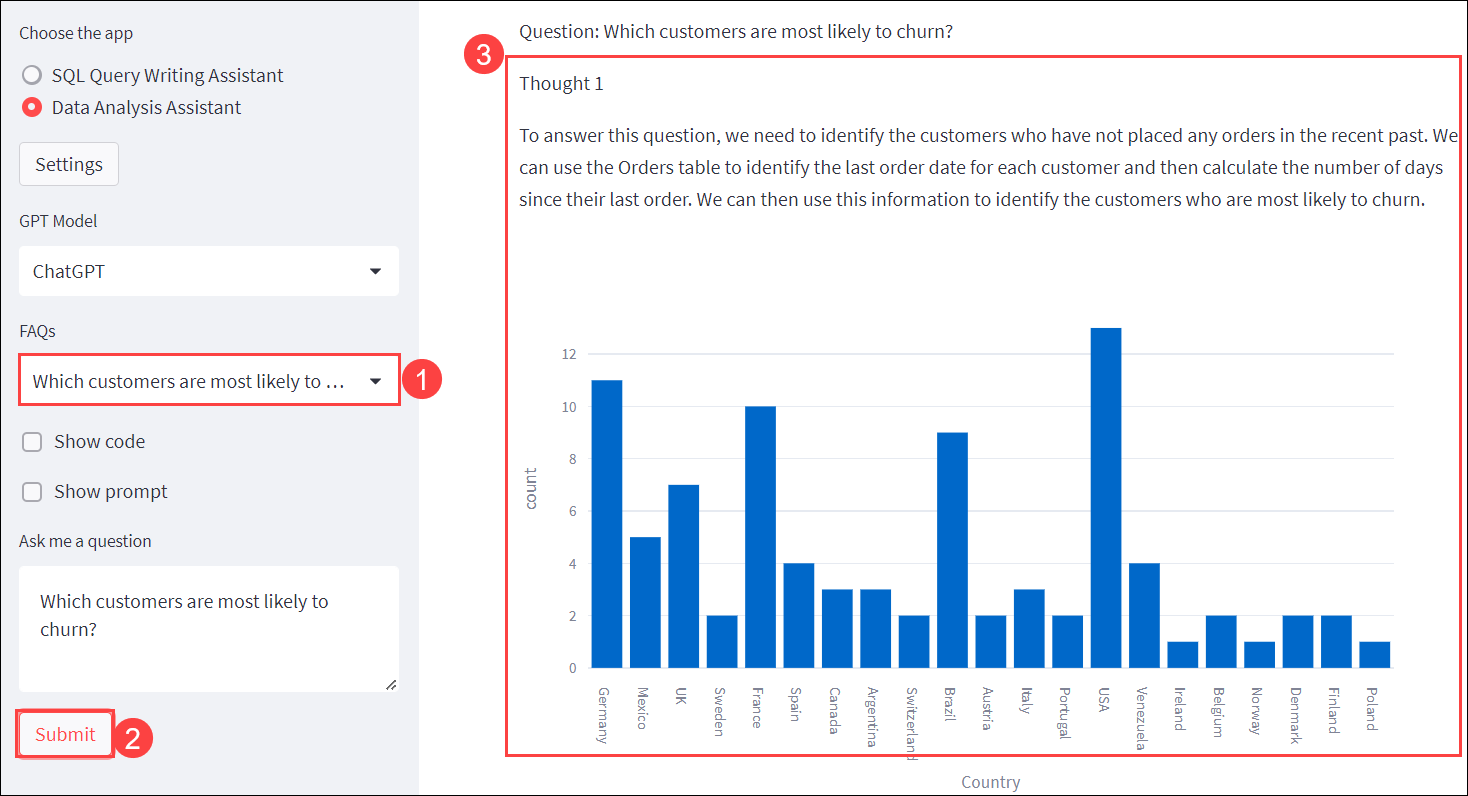 Choose the app
SQL Query Writing Assistant
Data Analysis Assistant
Settings
GPT Model
ChatGPT
FAQs
Which customers are most likely to …
1
Show code
Show prompt
Ask me a question
Which customers are most likely to
churn?
Submit
2
Question: Which customers are most likely to churn?
3
Thought 1
To answer this question, we need to identify the customers who have not placed any orders in the recent past. We
can use the Orders table to identify the last order date for each customer and then calculate the number of days
since their last order. We can then use this information to identify the customers who are most likely to churn.
12
10
8
6
4
2
0
count
Germany
Mexico
UK
Sweden
France
Spain
Canada
Argentina
Switzerland
Brazil
Austria
Italy
Portugal
USA
Venezuela
Ireland
Belgium
Norway
Denmark
Finland
Poland
Country